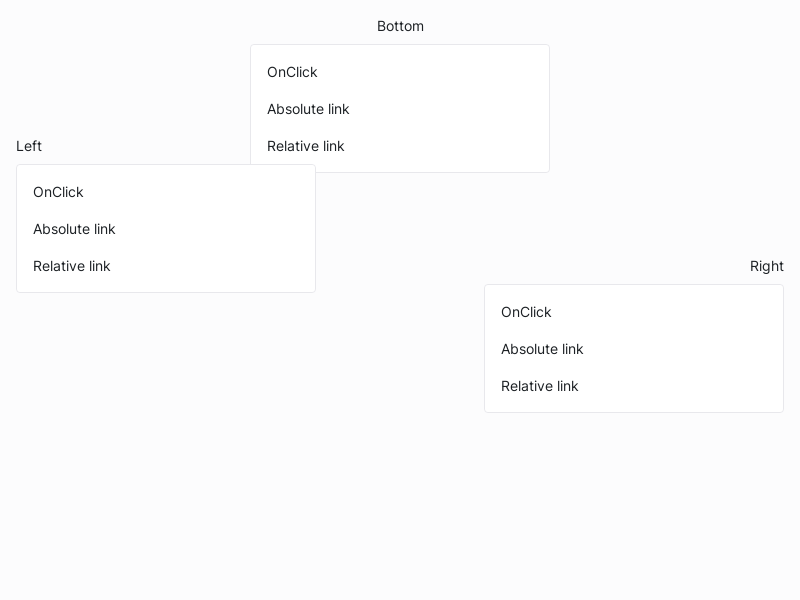 Bottom
OnClick
Absolute link
Relative link
Left
OnClick
Absolute link
Relative link
Right
OnClick
Absolute link
Relative link